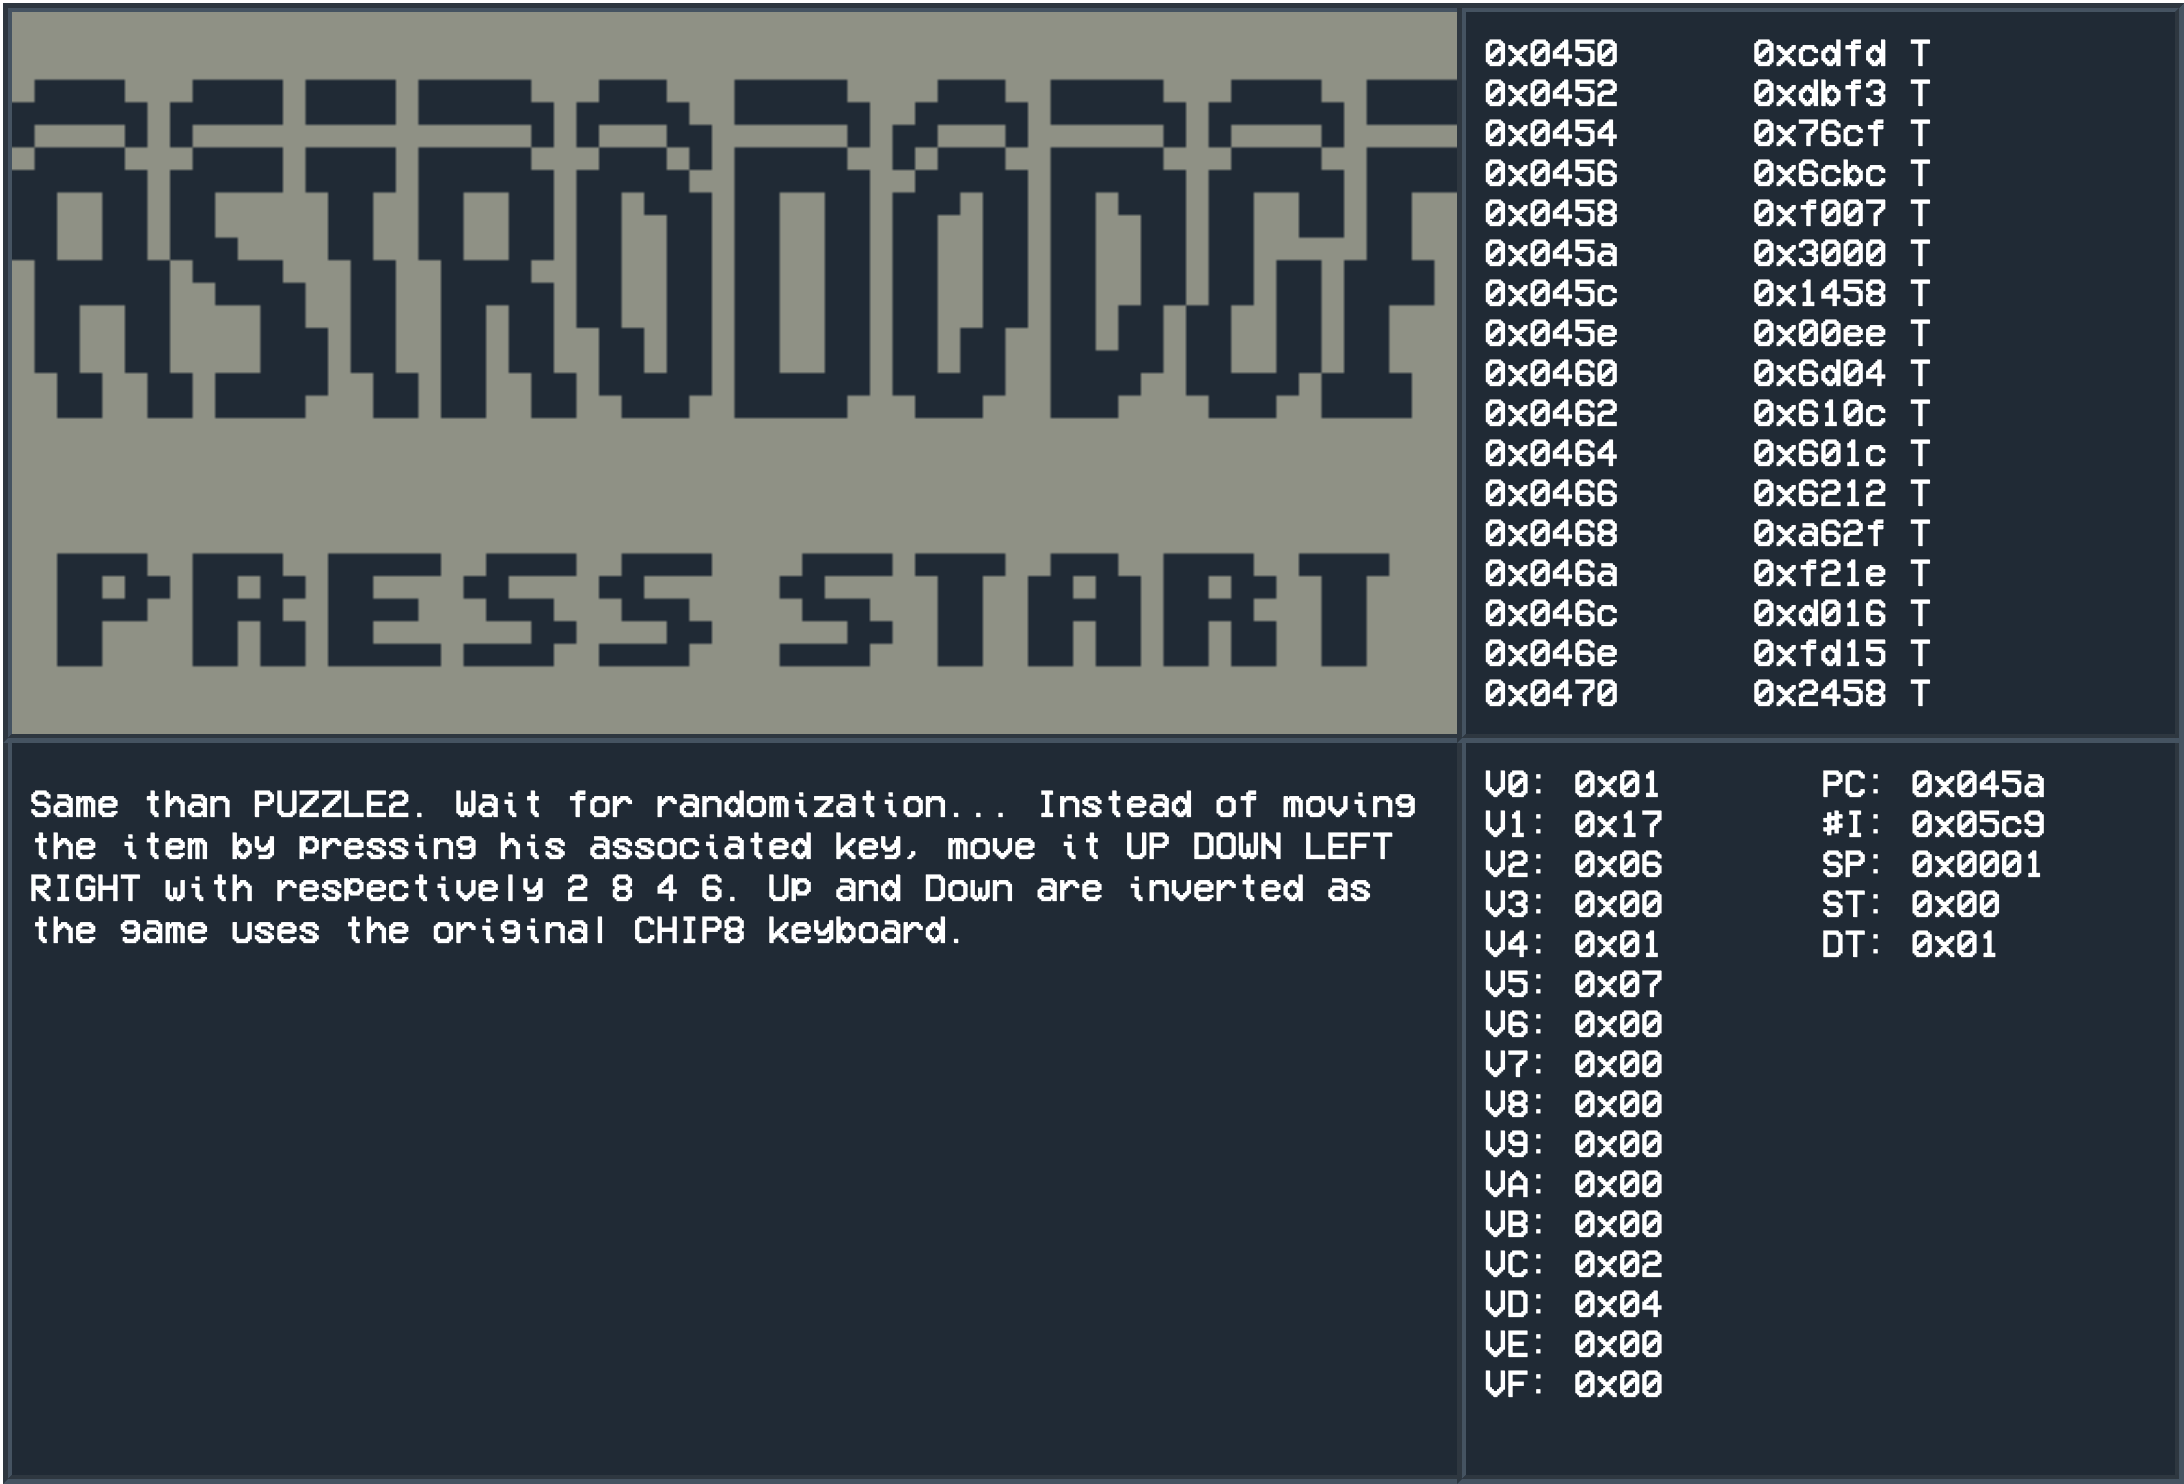 ASTRODODGE
PRESS START
0x0450 0xcdfd T
0x0452 0xdbf3 T
0x0454 0x76cf T
0x0456 0x6cbc T
0x0458 0xf007 T
0x045a 0x3000 T
0x045c 0x1458 T
0x045e 0x00ee T
0x0460 0x6d04 T
0x0462 0x610c T
0x0464 0x601c T
0x0466 0x6212 T
0x0468 0xa62f T
0x046a 0xf21e T
0x046c 0xd016 T
0x046e 0xfd15 T
0x0470 0x2458 T
Same than PUZZLE2. Wait for randomization... Instead of moving
the item by pressing his associated key, move it UP DOWN LEFT
RIGHT with respectively 2 8 4 6. Up and Down are inverted as
the game uses the original CHIP8 keyboard.
V0: 0x01 PC: 0x045a
V1: 0x17 #I: 0x05c9
V2: 0x06 SP: 0x0001
V3: 0x00 ST: 0x00
V4: 0x01 DT: 0x01
V5: 0x07
V6: 0x00
V7: 0x00
V8: 0x00
V9: 0x00
VA: 0x00
VB: 0x00
VC: 0x02
VD: 0x04
VE: 0x00
VF: 0x00